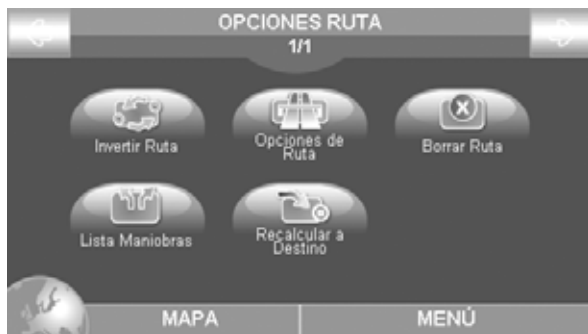 OPCIONES RUTA
1/1
Invertir Ruta
Opciones de
Ruta
Borrar Ruta
Lista Maniobras
Recalcular a
Destino
MAPA
MENÚ